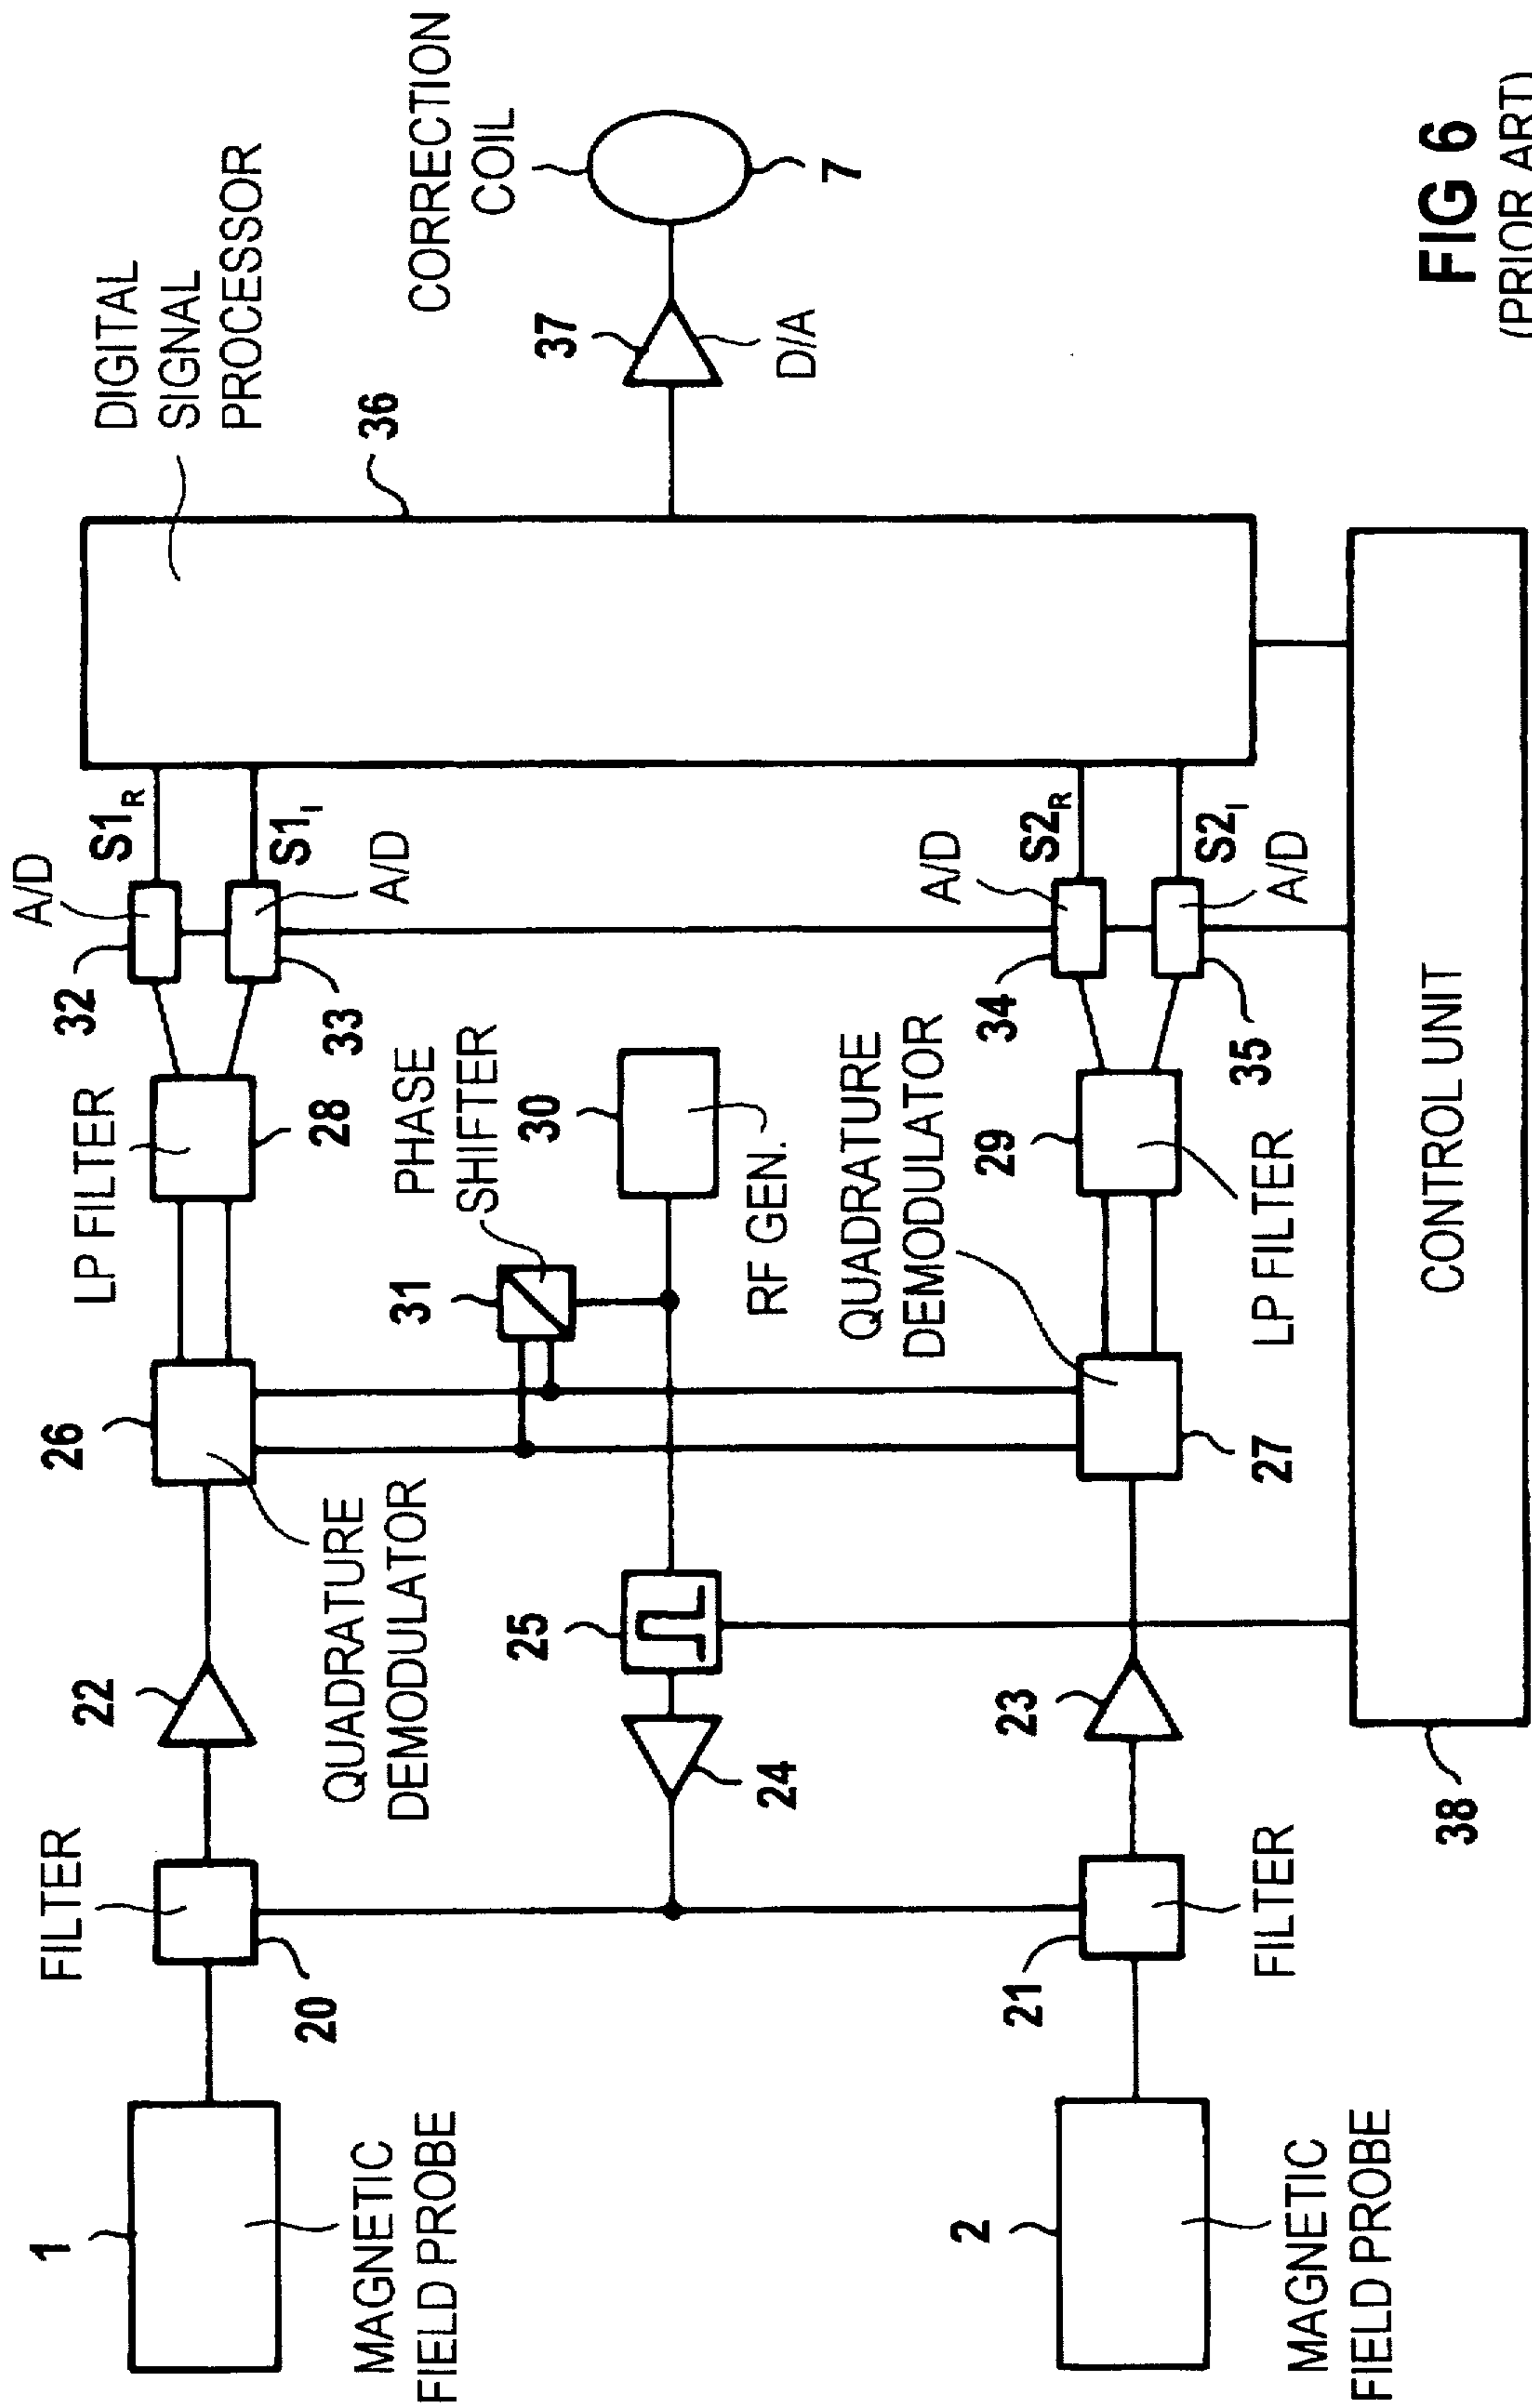 1
MAGNETIC
FIELD PROBE
FILTER
20
22
QUADRATURE
DEMODULATOR
26
LP FILTER
28
A/D
32
S1R
S1I
A/D
33
DIGITAL
SIGNAL
PROCESSOR
36
CORRECTION
COIL
7
37
D/A
24
25
31
PHASE
SHIFTER
30
RF GEN.
2
MAGNETIC
FIELD PROBE
21
FILTER
23
QUADRATURE
DEMODULATOR
27
29
LP FILTER
A/D
34
S2R
S2I
A/D
35
38
CONTROL UNIT
FIG 6
(PRIOR ART)